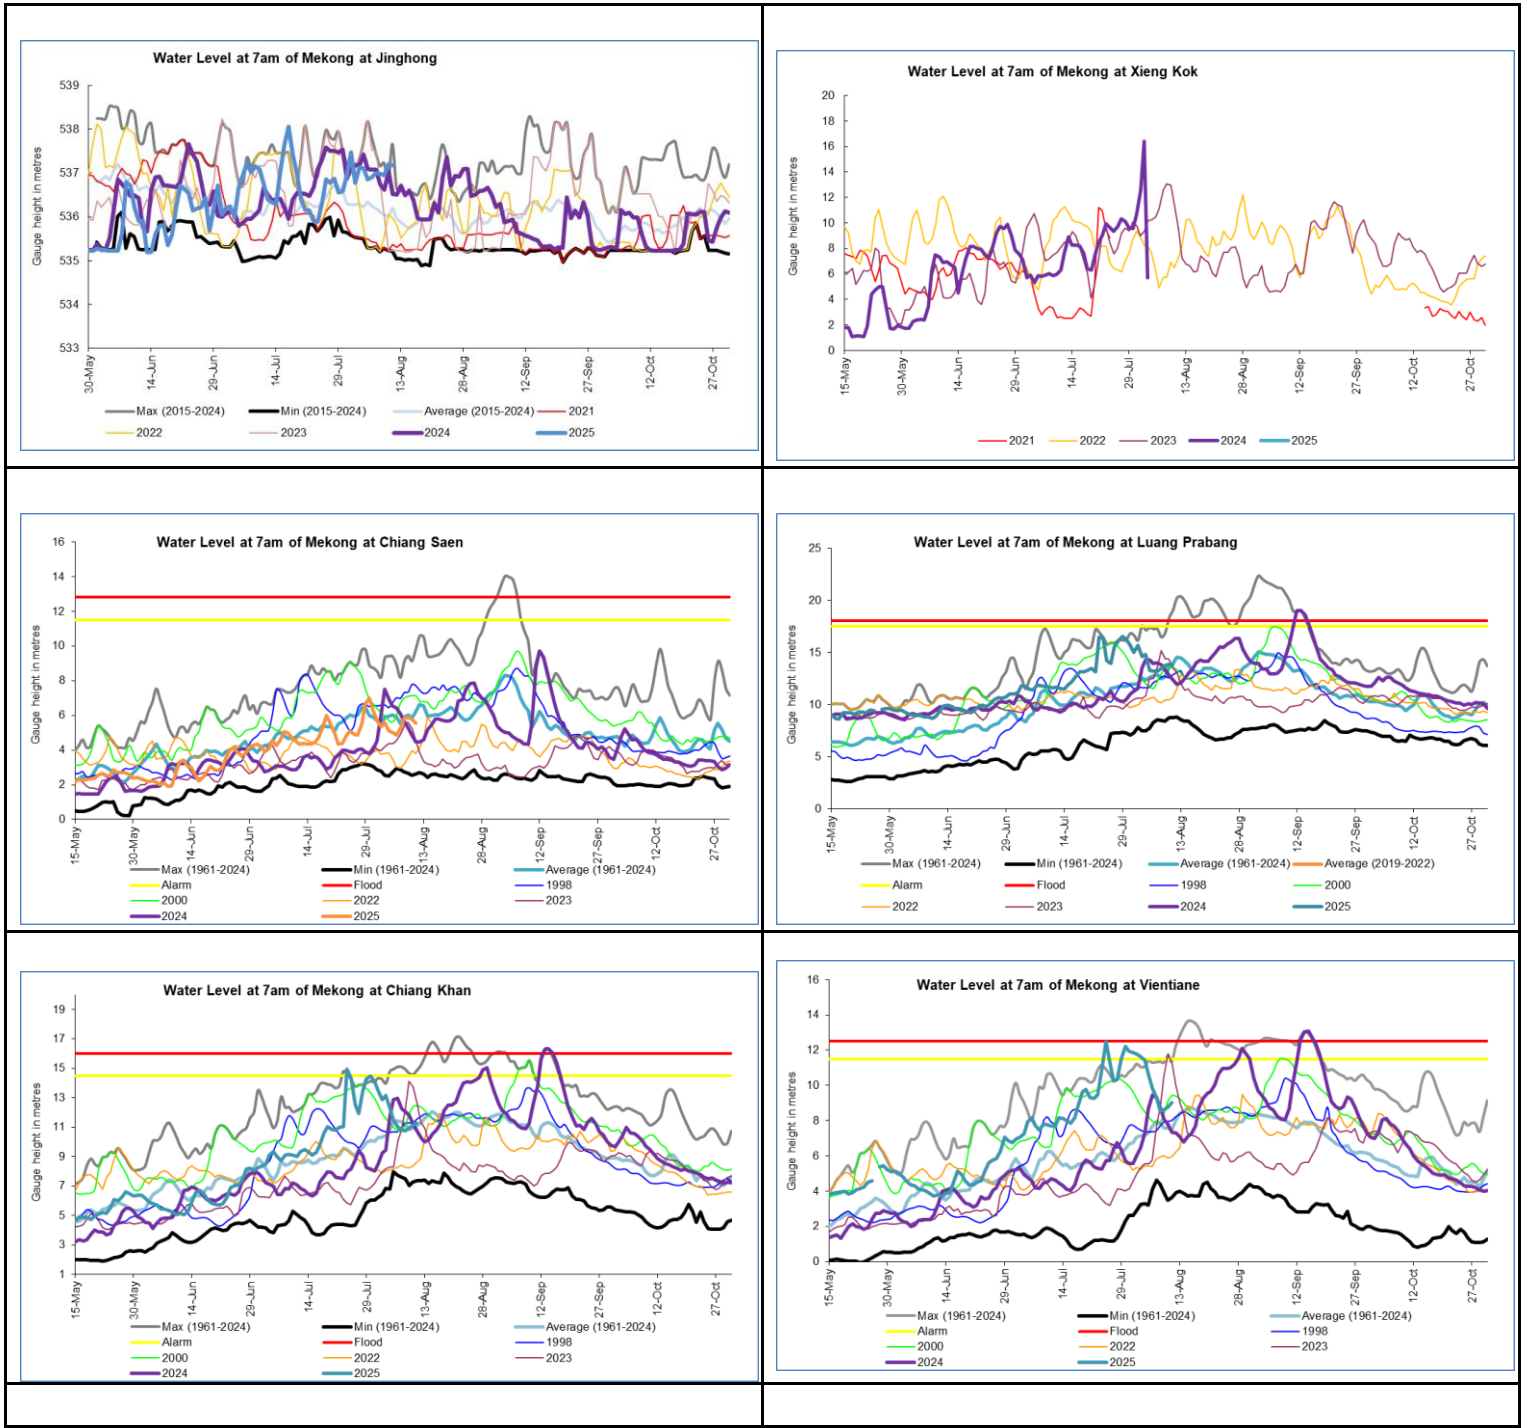 Water Level at 7am of Mekong at Jinghong
Gauge height in metres
539
538
537
536
535
534
533
30-May
14-Jun
29-Jun
14-Jul
29-Jul
13-Aug
28-Aug
12-Sep
27-Sep
12-Oct
27-Oct
Max (2015-2024)
Min (2015-2024)
Average (2015-2024)
2021
2022
2023
2024
2025
Water Level at 7am of Mekong at Xieng Kok
Gauge height in metres
20
18
16
14
12
10
8
6
4
2
0
15-May
30-May
14-Jun
29-Jun
14-Jul
29-Jul
13-Aug
28-Aug
12-Sep
27-Sep
12-Oct
27-Oct
2021
2022
2023
2024
2025
Water Level at 7am of Mekong at Chiang Saen
Gauge height in metres
16
14
12
10
8
6
4
2
0
15-May
30-May
14-Jun
29-Jun
14-Jul
29-Jul
13-Aug
28-Aug
12-Sep
27-Sep
12-Oct
27-Oct
Max (1961-2024)
Min (1961-2024)
Average (1961-2024)
Alarm
Flood
1998
2000
2022
2023
2024
2025
Water Level at 7am of Mekong at Luang Prabang
Gauge height in metres
25
20
15
10
5
0
15-May
30-May
14-Jun
29-Jun
14-Jul
29-Jul
13-Aug
28-Aug
12-Sep
27-Sep
12-Oct
27-Oct
Max (1961-2024)
Min (1961-2024)
Average (1961-2024)
Average (2019-2022)
Alarm
Flood
1998
2000
2022
2023
2024
2025
Water Level at 7am of Mekong at Chiang Khan
Gauge height in metres
19
17
15
13
11
9
7
5
3
1
15-May
30-May
14-Jun
29-Jun
14-Jul
29-Jul
13-Aug
28-Aug
12-Sep
27-Sep
12-Oct
27-Oct
Max (1961-2024)
Min (1961-2024)
Average (1961-2024)
Alarm
Flood
1998
2000
2022
2023
2024
2025
Water Level at 7am of Mekong at Vientiane
Gauge height in metres
16
14
12
10
8
6
4
2
0
15-May
30-May
14-Jun
29-Jun
14-Jul
29-Jul
13-Aug
28-Aug
12-Sep
27-Sep
12-Oct
27-Oct
Max (1961-2024)
Min (1961-2024)
Average (1961-2024)
Alarm
Flood
1998
2000
2022
2023
2024
2025